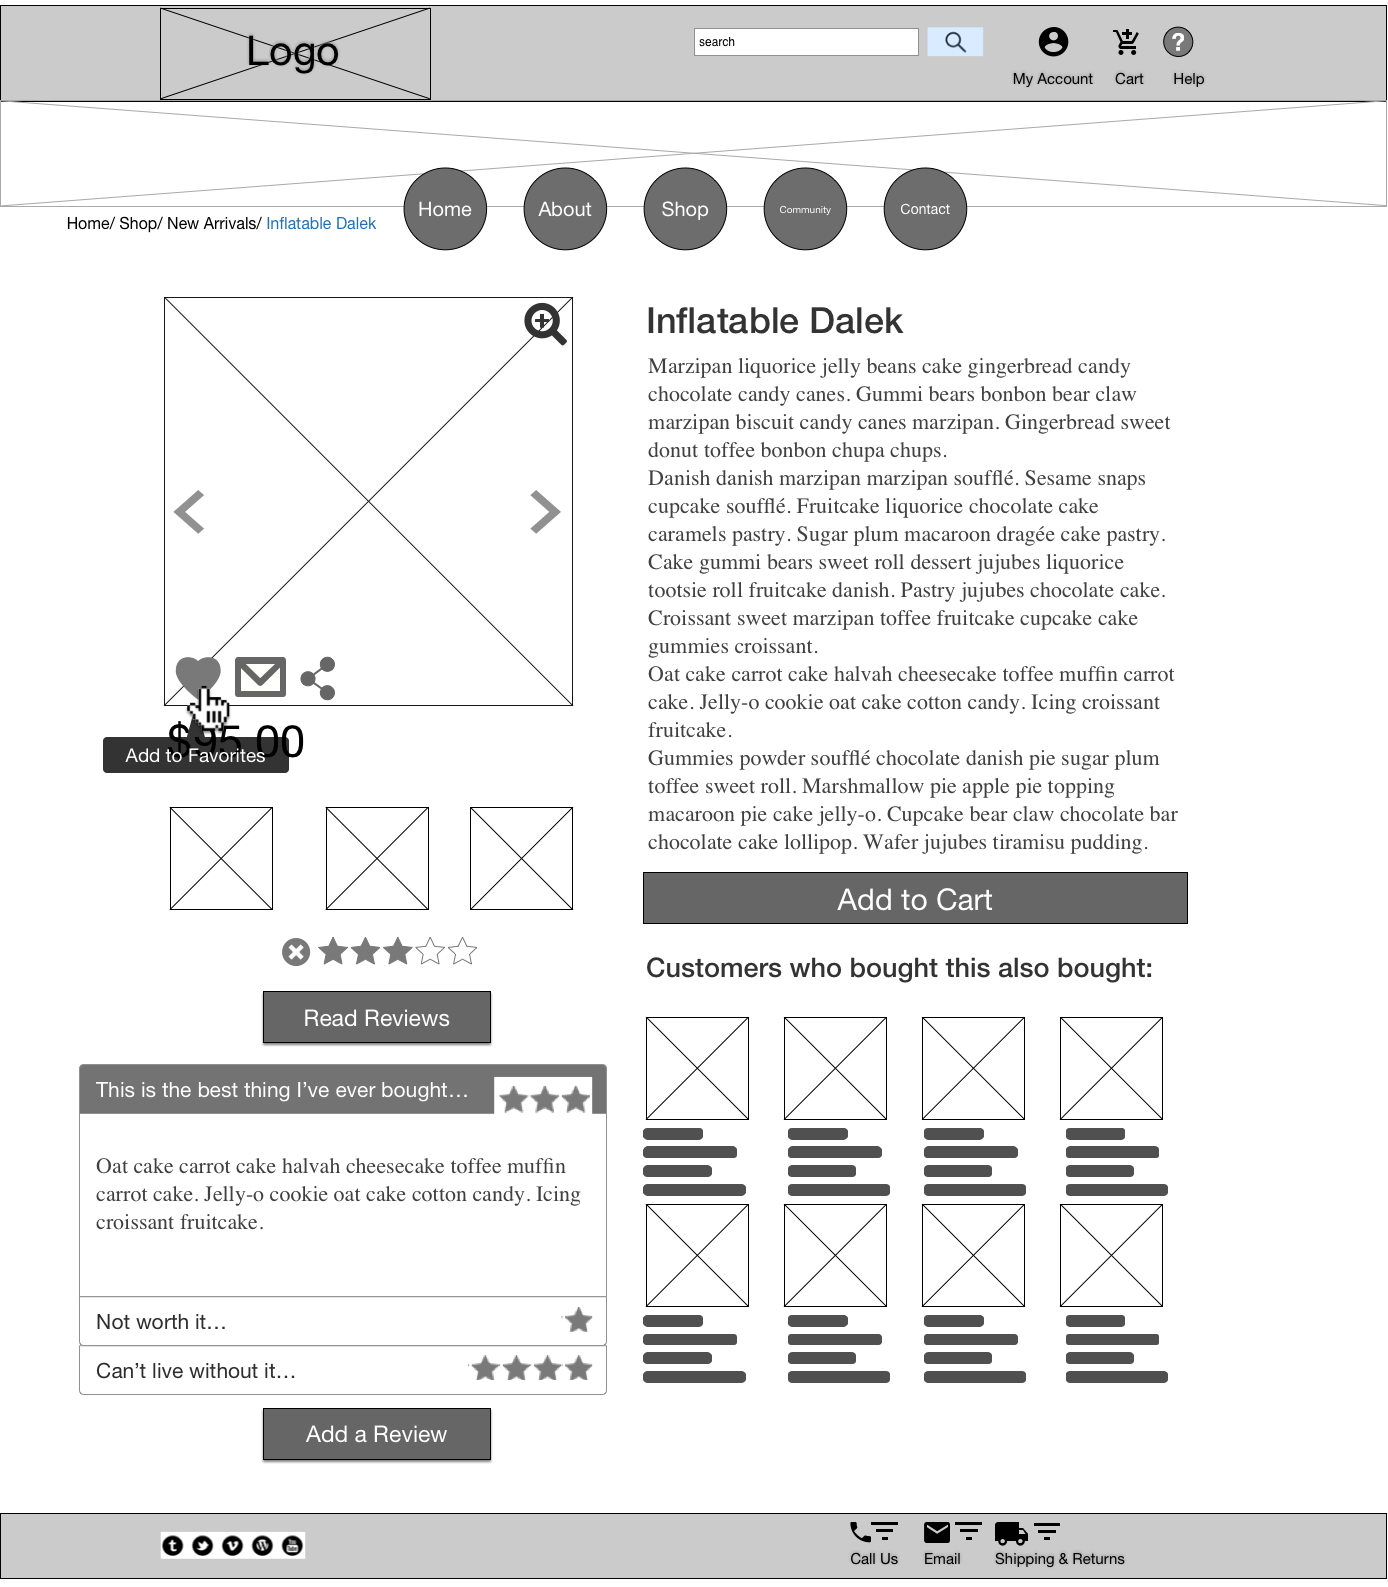 Logo
search
My Account
Cart
Help
Home
About
Shop
Community
Contact
Home/ Shop/ New Arrivals/ Inflatable Dalek
Inflatable Dalek
Marzipan liquorice jelly beans cake gingerbread candy
chocolate candy canes. Gummi bears bonbon bear claw
marzipan biscuit candy canes marzipan. Gingerbread sweet
donut toffee bonbon chupa chups.
Danish danish marzipan marzipan soufflé. Sesame snaps
cupcake soufflé. Fruitcake liquorice chocolate cake
caramels pastry. Sugar plum macaroon dragée cake pastry.
Cake gummi bears sweet roll dessert jujubes liquorice
tootsie roll fruitcake danish. Pastry jujubes chocolate cake.
Croissant sweet marzipan toffee fruitcake cupcake cake
gummies croissant.
Oat cake carrot cake halvah cheesecake toffee muffin carrot
cake. Jelly-o cookie oat cake cotton candy. Icing croissant
fruitcake.
Gummies powder soufflé chocolate danish pie sugar plum
toffee sweet roll. Marshmallow pie apple pie topping
macaroon pie cake jelly-o. Cupcake bear claw chocolate bar
chocolate cake lollipop. Wafer jujubes tiramisu pudding.
$95.00
Add to Favorites
Add to Cart
Customers who bought this also bought:
Read Reviews
This is the best thing I’ve ever bought…
Oat cake carrot cake halvah cheesecake toffee muffin
carrot cake. Jelly-o cookie oat cake cotton candy. Icing
croissant fruitcake.
Not worth it…
Can’t live without it…
Add a Review
Call Us
Email
Shipping & Returns